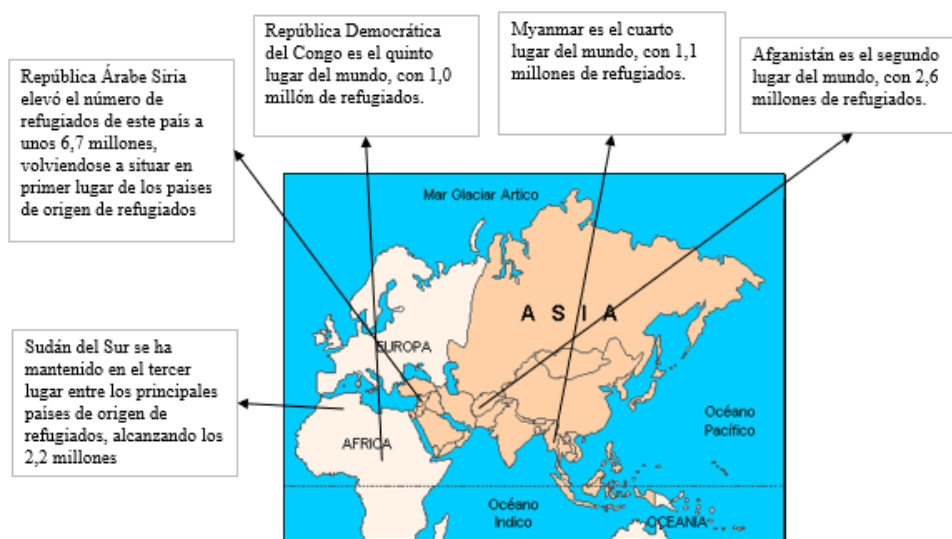 República Árabe Siria
elevó el número de
refugiados de este país a
unos 6,7 millones,
volviendose a situar en
primer lugar de los paises
de origen de refugiados
República Democrática
del Congo es el quinto
lugar del mundo, con 1,0
millón de refugiados.
Myanmar es el cuarto
lugar del mundo, con 1,1
millones de refugiados.
Afganistán es el segundo
lugar del mundo, con 2,6
millones de refugiados.
Sudán del Sur se ha
mantenido en el tercer
lugar entre los principales
países de origen de
refugiados, alcanzando los
2,2 millones
Mar Glaciar Artico
A S I A
EUROPA
AFRICA
Océano
Pacífico
Océano
Indico
OCEANIA